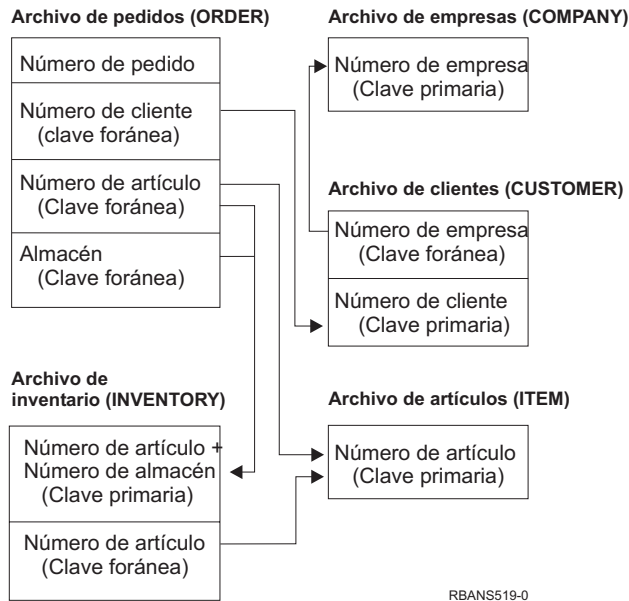 Archivo de pedidos (ORDER)
Número de pedido
Número de cliente
(clave foránea)
Número de artículo
(Clave foránea)
Almacén
(Clave foránea)
Archivo de empresas (COMPANY)
Número de empresa
(Clave primaria)
Archivo de clientes (CUSTOMER)
Número de empresa
(Clave foránea)
Número de cliente
(Clave primaria)
Archivo de
inventario (INVENTORY)
Número de artículo +
Número de almacén
(Clave primaria)
Número de artículo
(Clave foránea)
Archivo de artículos (ITEM)
Número de artículo
(Clave primaria)
RBANS519-0